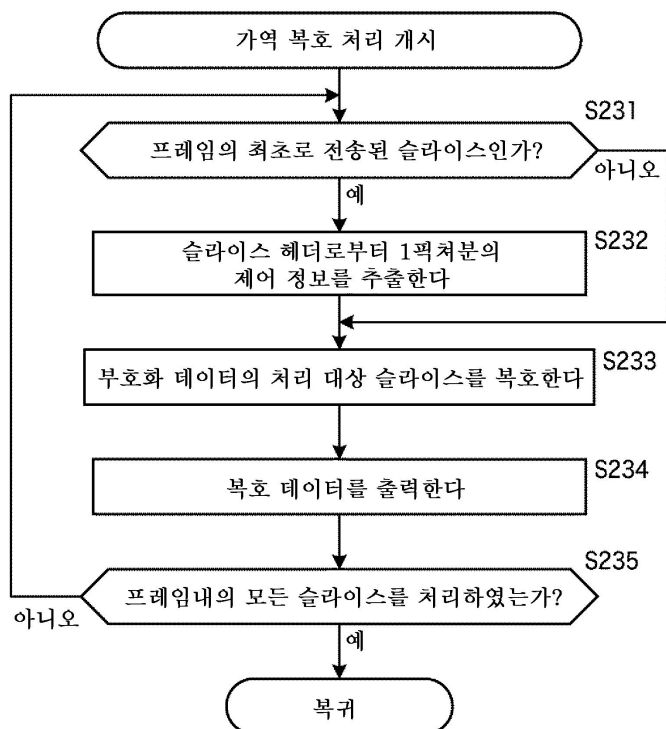 가역 복호 처리 개시
S231
프레임의 최초로 전송된 슬라이스인가?
아니오
예
S232
슬라이스 헤더로부터 1픽쳐분의
제어 정보를 추출한다
S233
부호화 데이터의 처리 대상 슬라이스를 복호한다
S234
복호 데이터를 출력한다
S235
프레임내의 모든 슬라이스를 처리하였는가?
아니오
예
복귀